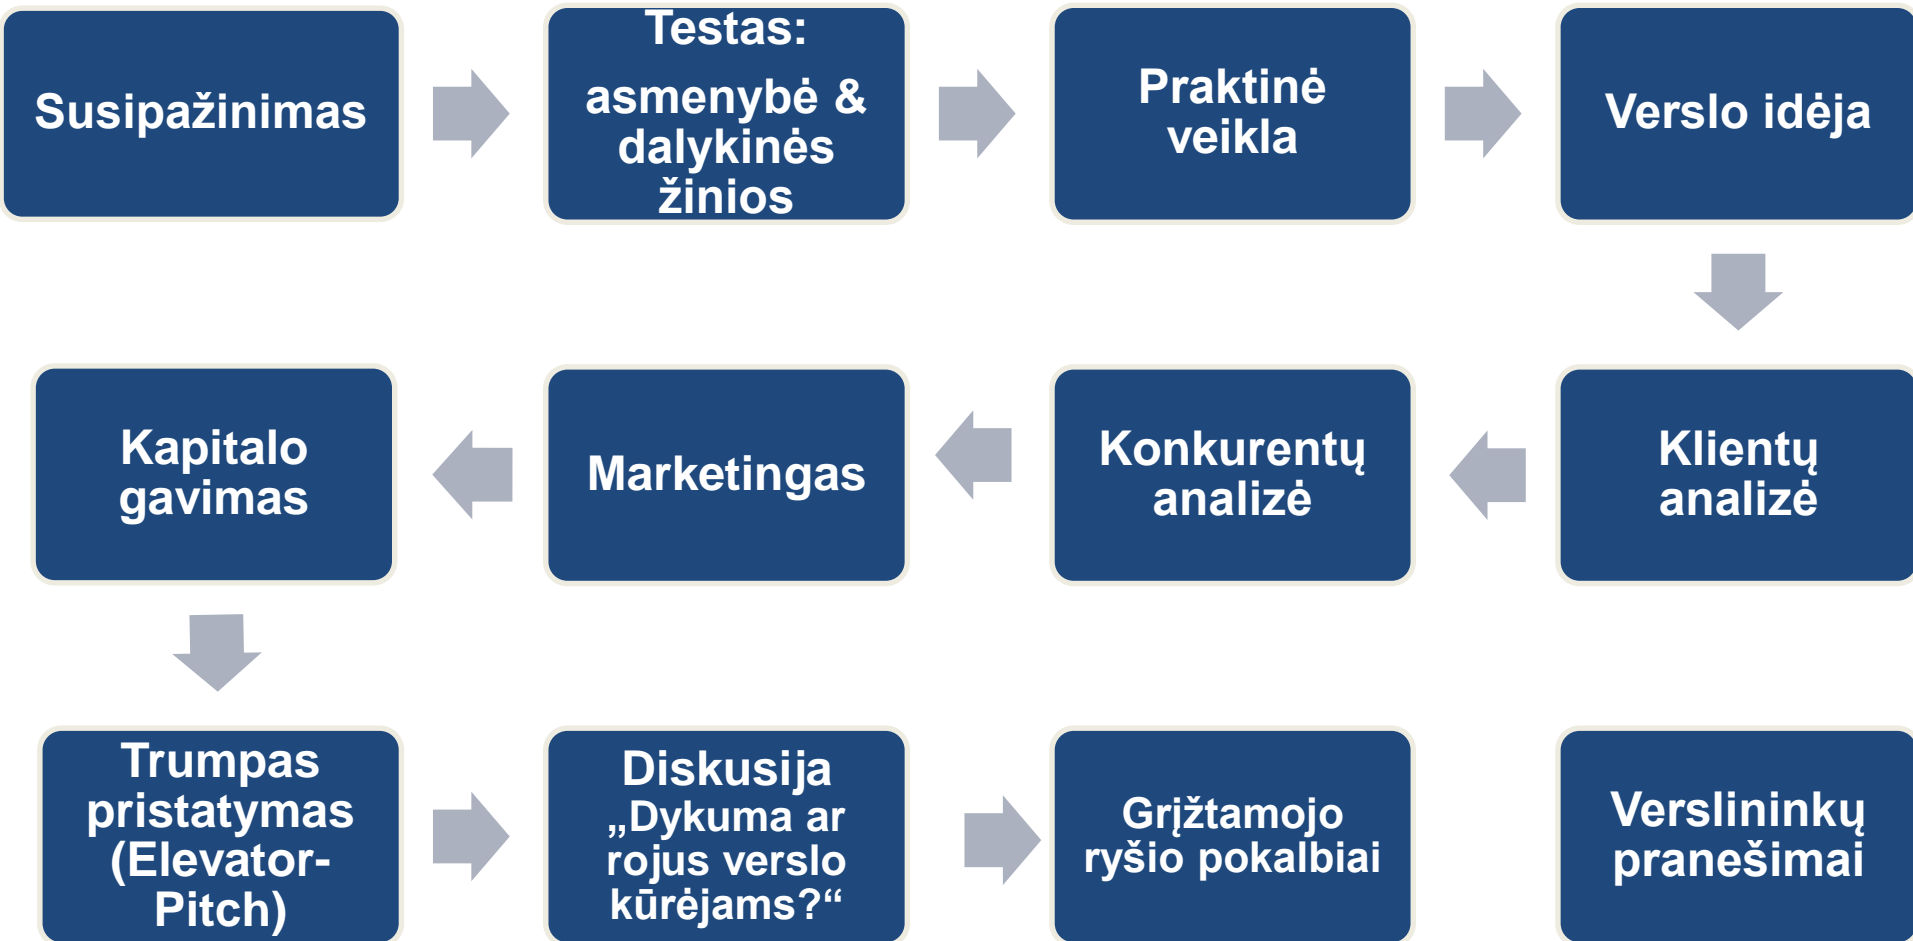 Susipažinimas
Testas:
asmenybė &
dalykinės
žinios
Praktinė
veikla
Verslo idėja
Kapitalo
gavimas
Marketingas
Konkurentų
analizė
Klientų
analizė
Trumpas
pristatymas
(Elevator-
Pitch)
Diskusija
„Dykuma ar
rojus verslo
kūrėjams?“
Grįžtamojo
ryšio pokalbiai
Verslininkų
pranešimai